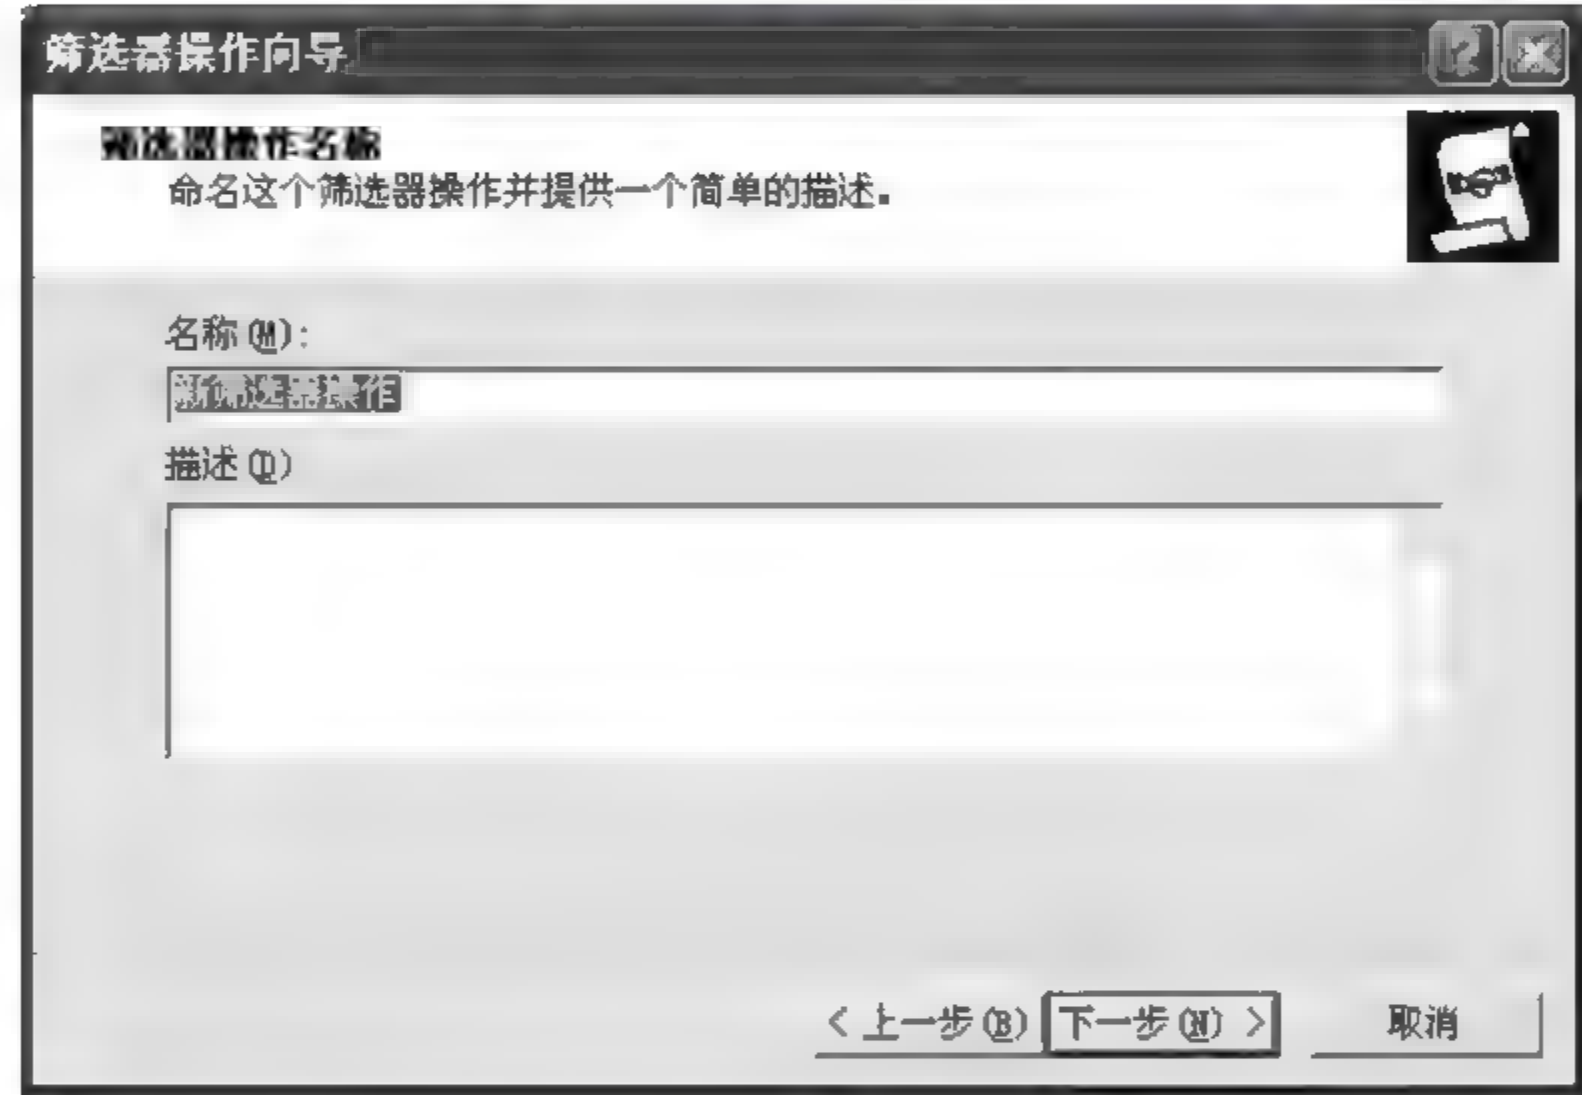 筛选器操作向导
筛选器操作名称
命名这个筛选器操作并提供一个简单的描述。
名称(M):
新筛选器操作
描述(D)
< 上一步(B) 下一步(N) > 取消